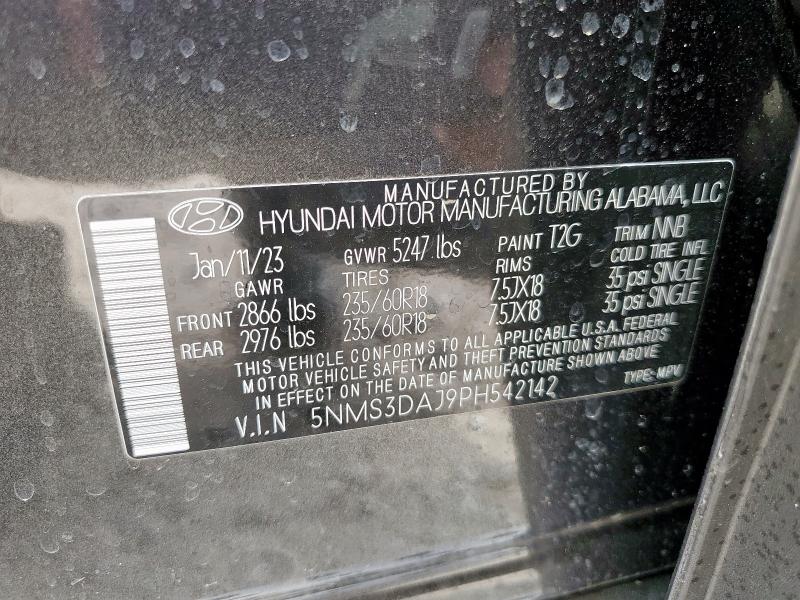 MANUFACTURED BY
HYUNDAI MOTOR MANUFACTURING ALABAMA, LLC
Jan/11/23 GVWR 5247 lbs PAINT T2G TRIM NNB
GAWR TIRES RIMS COLD TIRE INFL
FRONT 2866 lbs 235/60R18 7.5JX18 35 psi SINGLE
REAR 2976 lbs 235/60R18 7.5JX18 35 psi SINGLE
THIS VEHICLE CONFORMS TO ALL APPLICABLE U.S.A. FEDERAL
MOTOR VEHICLE SAFETY AND THEFT PREVENTION STANDARDS
IN EFFECT ON THE DATE OF MANUFACTURE SHOWN ABOVE
V.I.N 5NMS3DAJ9PH542142 TYPE:-MPV